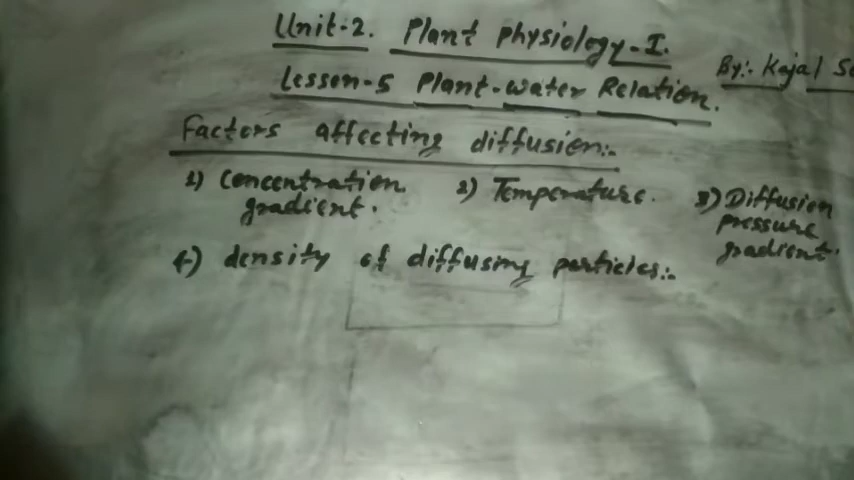 Unit-2. Plant Physiology-I.
By:- Kajal
Lesson-5 Plant-water Relation.
Factors affecting diffusion:-
1) Concentration gradient.
2) Temperature.
3) Diffusion pressure gradient.
4) density of diffusing particles:-